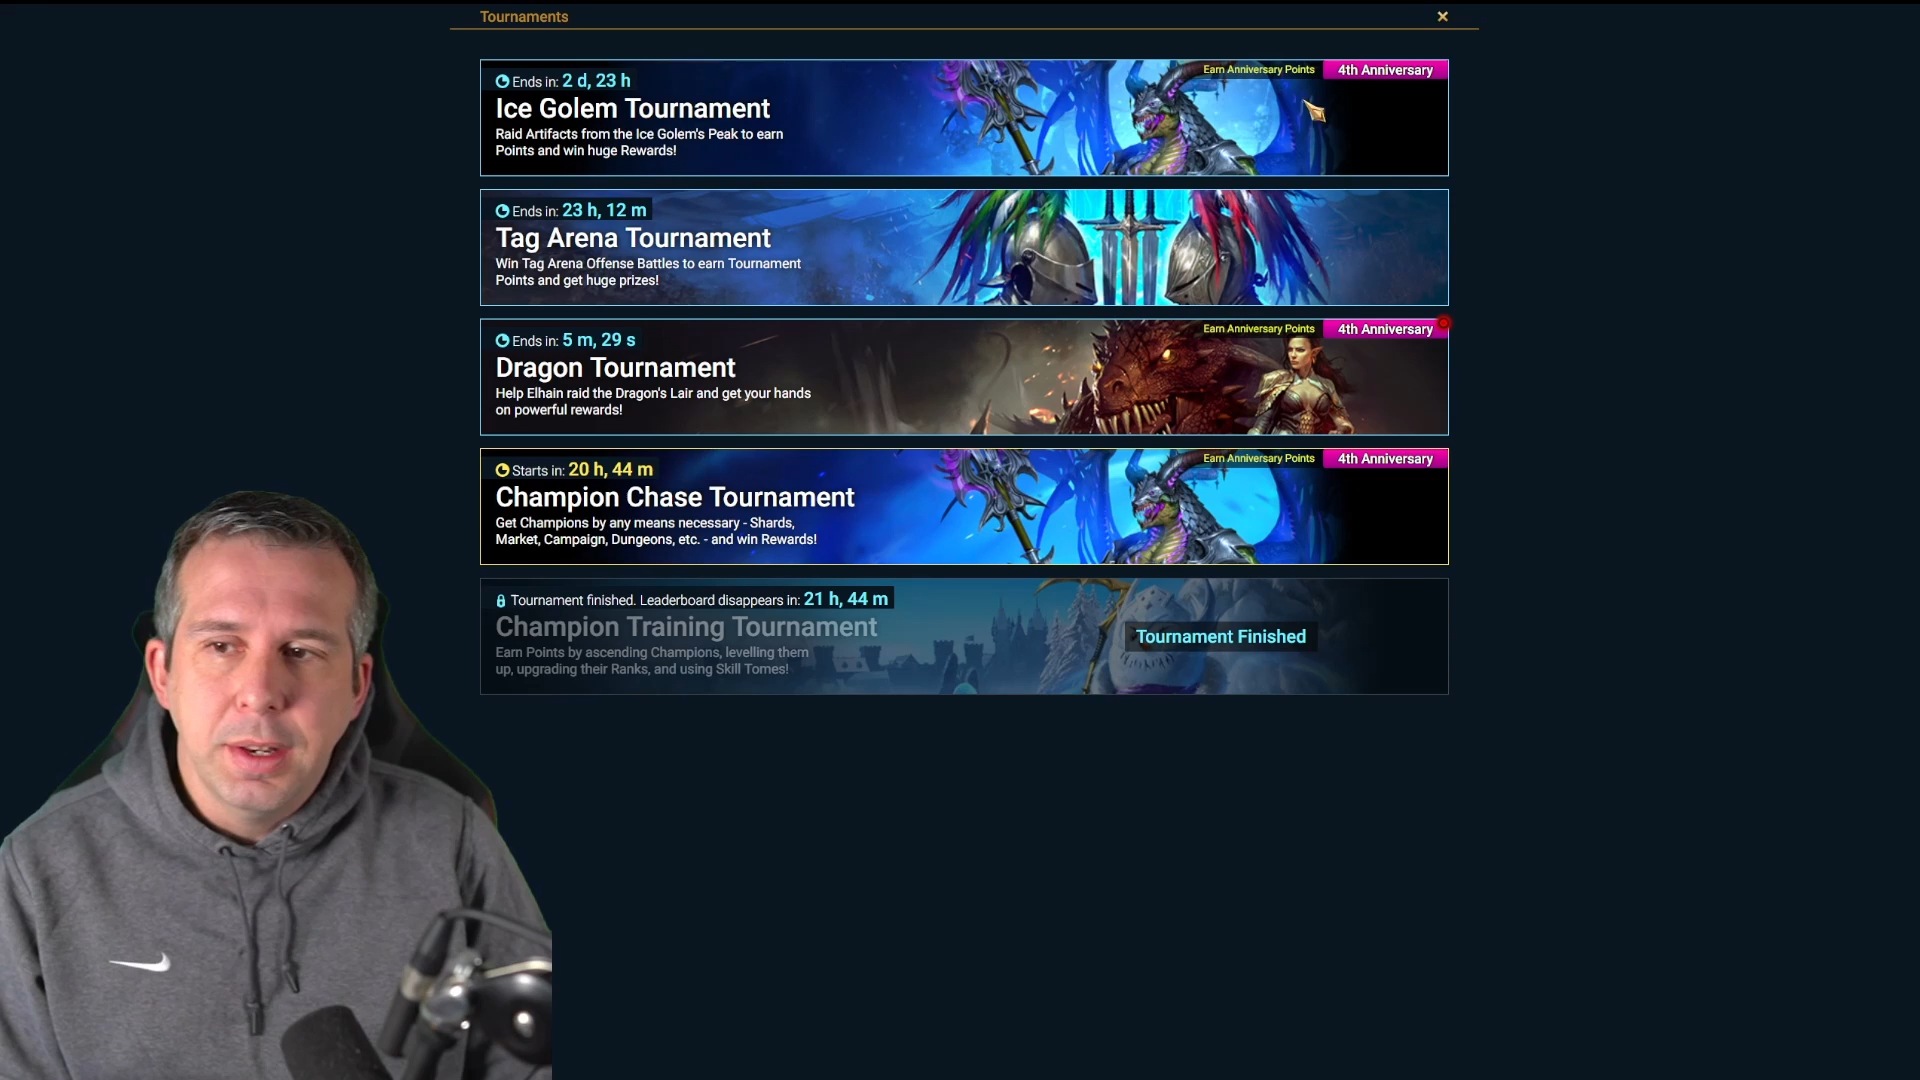 Tournaments
Ends in: 2 d, 23 h
Earn Anniversary Points
4th Anniversary
Ice Golem Tournament
Raid Artifacts from the Ice Golem's Peak to earn
Points and win huge Rewards!
Ends in: 23 h, 12 m
Tag Arena Tournament
Win Tag Arena Offense Battles to earn Tournament
Points and get huge prizes!
Ends in: 5 m, 29 s
Earn Anniversary Points
4th Anniversary
Dragon Tournament
Help Elhain raid the Dragon's Lair and get your hands
on powerful rewards!
Starts in: 20 h, 44 m
Earn Anniversary Points
4th Anniversary
Champion Chase Tournament
Get Champions by any means necessary - Shards,
Market, Campaign, Dungeons, etc. - and win Rewards!
Tournament finished. Leaderboard disappears in: 21 h, 44 m
Champion Training Tournament
Tournament Finished
Earn Points by ascending Champions, levelling them
up, upgrading their Ranks, and using Skill Tomes!